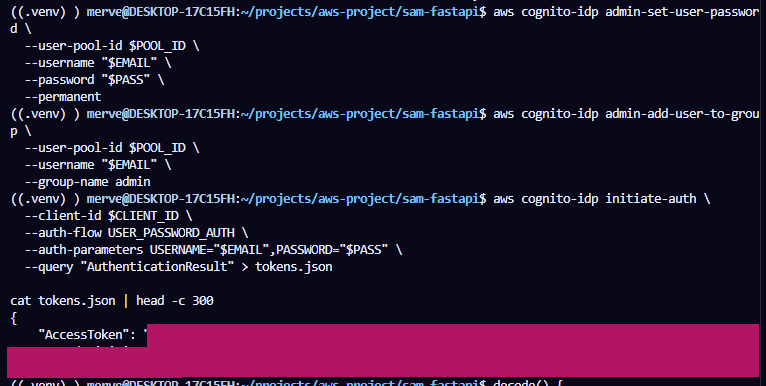 ((.venv) ) merve@DESKTOP-17C15FH:~/projects/aws-project/sam-fastapi$ aws cognito-idp admin-set-user-passwor
d \
  --user-pool-id $POOL_ID \
  --username "$EMAIL" \
  --password "$PASS" \
  --permanent
((.venv) ) merve@DESKTOP-17C15FH:~/projects/aws-project/sam-fastapi$ aws cognito-idp admin-add-user-to-grou
p \
  --user-pool-id $POOL_ID \
  --username "$EMAIL" \
  --group-name admin
((.venv) ) merve@DESKTOP-17C15FH:~/projects/aws-project/sam-fastapi$ aws cognito-idp initiate-auth \
  --client-id $CLIENT_ID \
  --auth-flow USER_PASSWORD_AUTH \
  --auth-parameters USERNAME="$EMAIL",PASSWORD="$PASS" \
  --query "AuthenticationResult" > tokens.json

cat tokens.json | head -c 300
{
    "AccessToken": "
((.venv) ) merve@DESKTOP-17C15FH:~/projects/aws-project/sam-fastapi$ decode() {